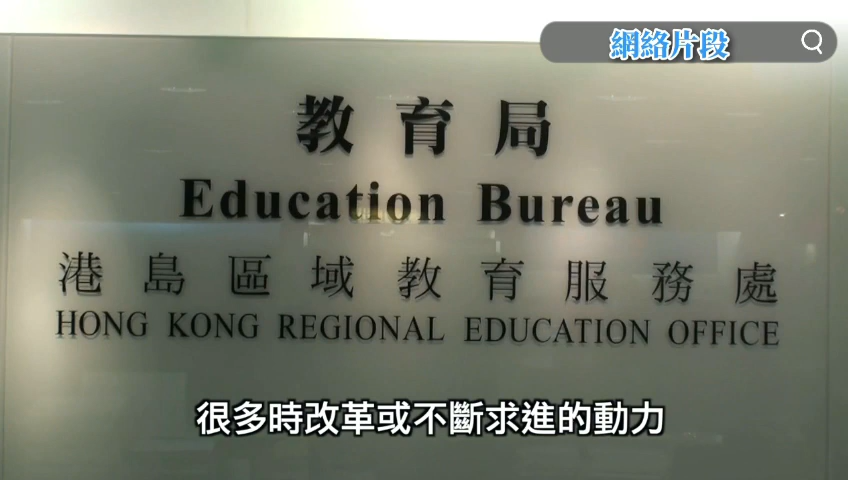 網絡片段
教育局
Education Bureau
港島區域教育服務處
HONG KONG REGIONAL EDUCATION OFFICE
很多時改革或不斷求進的動力